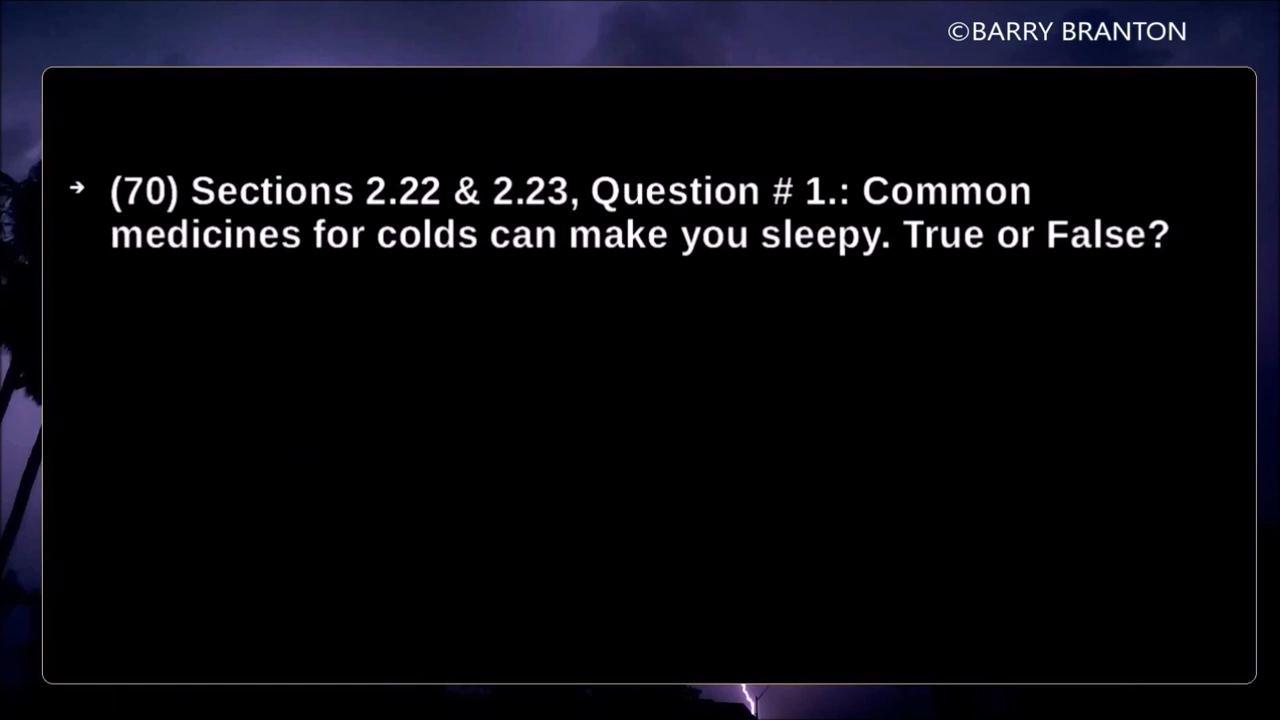 ©BARRY BRANTON
➔ (70) Sections 2.22 & 2.23, Question # 1.: Common
medicines for colds can make you sleepy. True or False?